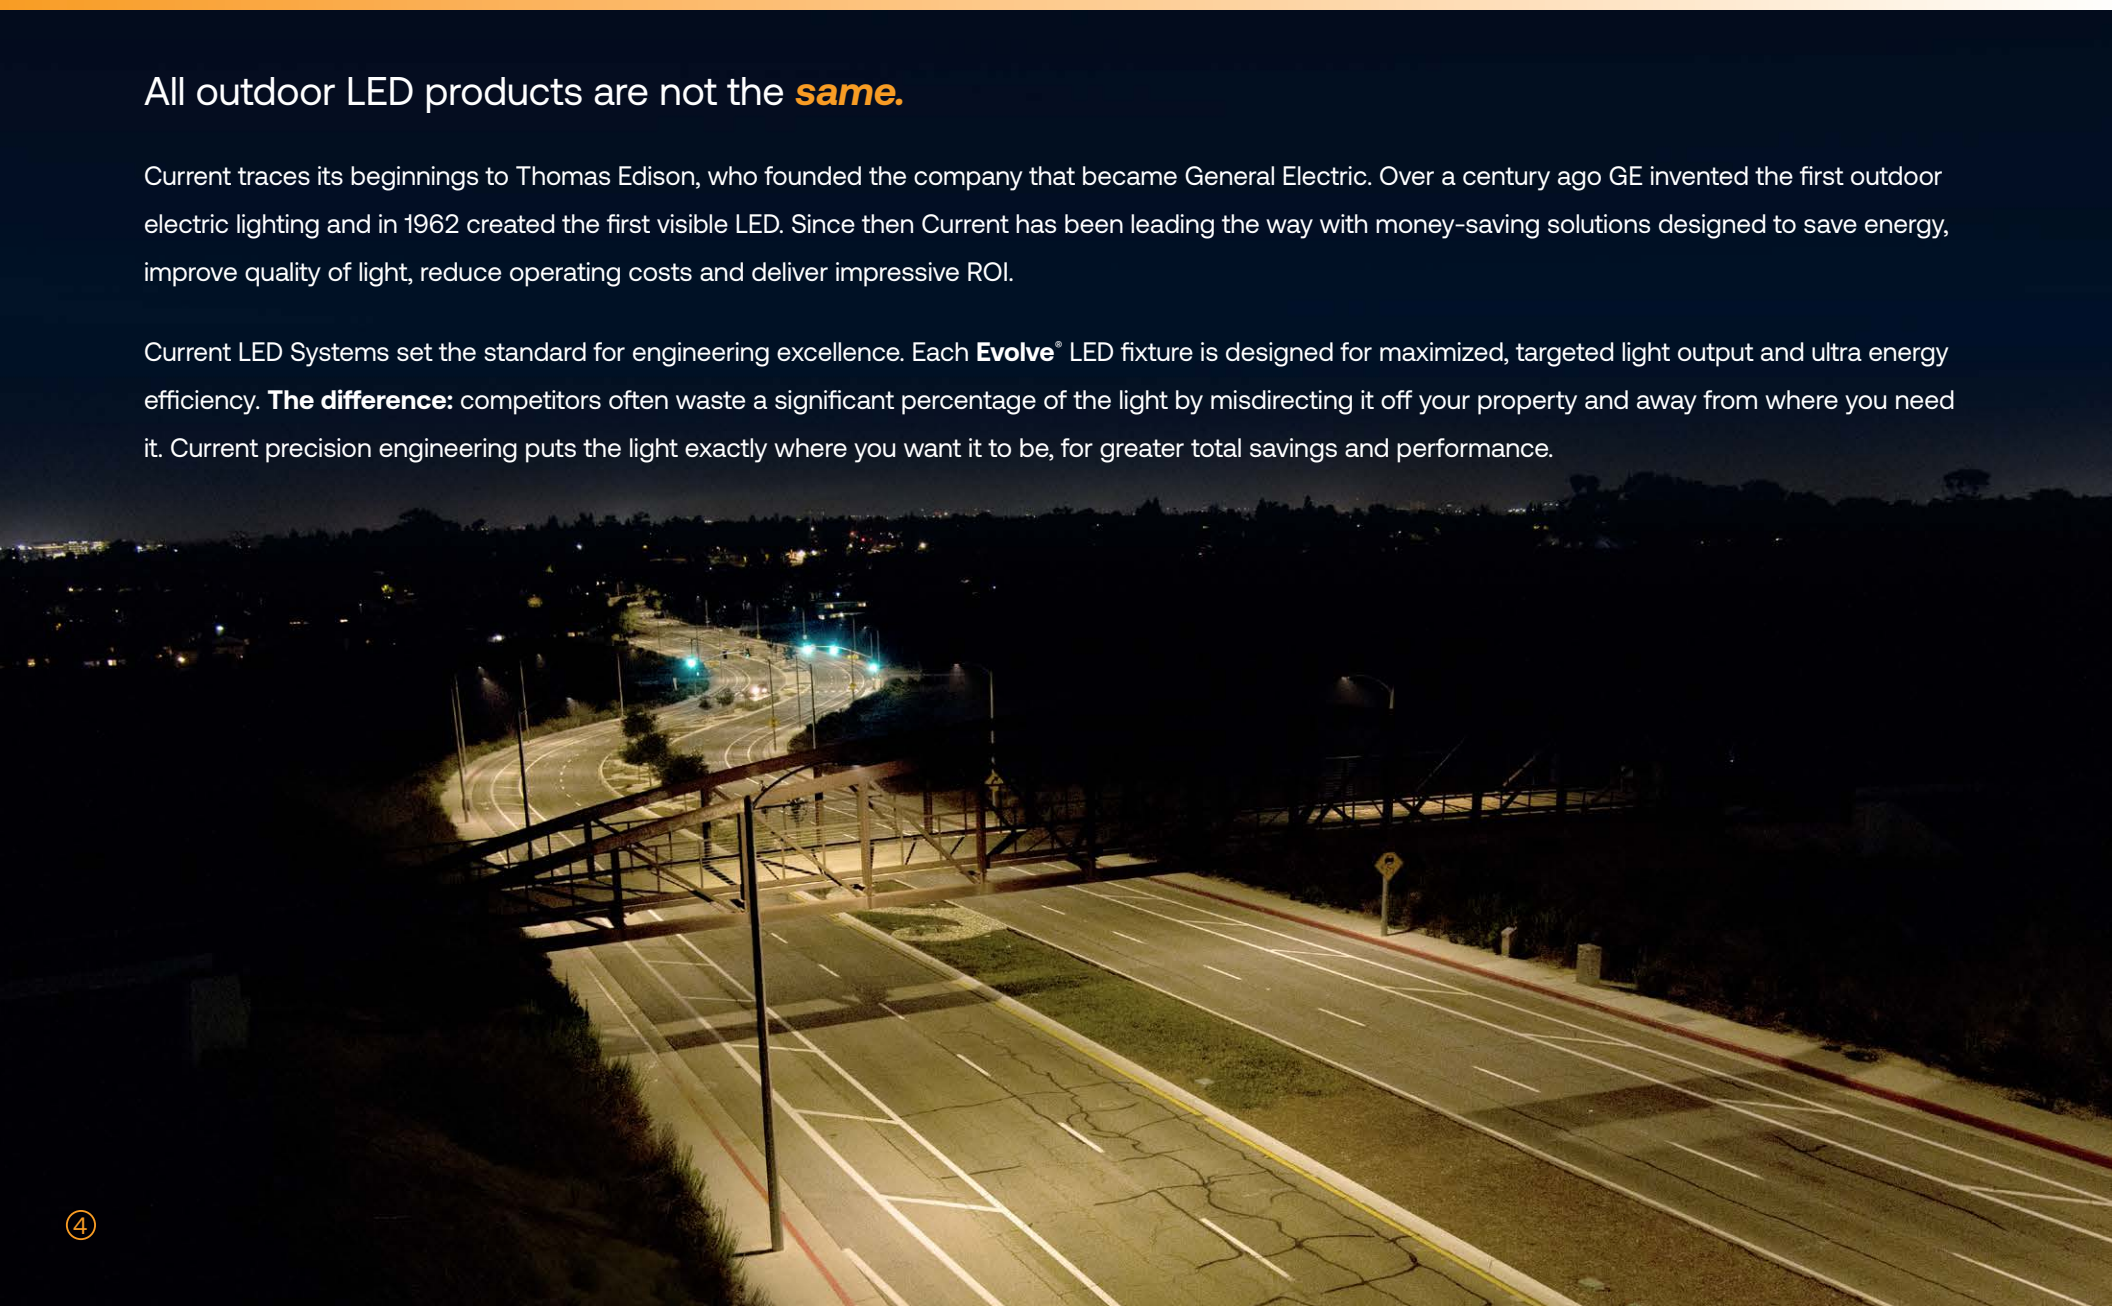 All outdoor LED products are not the same.
Current traces its beginnings to Thomas Edison, who founded the company that became General Electric. Over a century ago GE invented the first outdoor
electric lighting and in 1962 created the first visible LED. Since then Current has been leading the way with money-saving solutions designed to save energy,
improve quality of light, reduce operating costs and deliver impressive ROI.
Current LED Systems set the standard for engineering excellence. Each Evolve® LED fixture is designed for maximized, targeted light output and ultra energy
efficiency. The difference: competitors often waste a significant percentage of the light by misdirecting it off your property and away from where you need
it. Current precision engineering puts the light exactly where you want it to be, for greater total savings and performance.
4